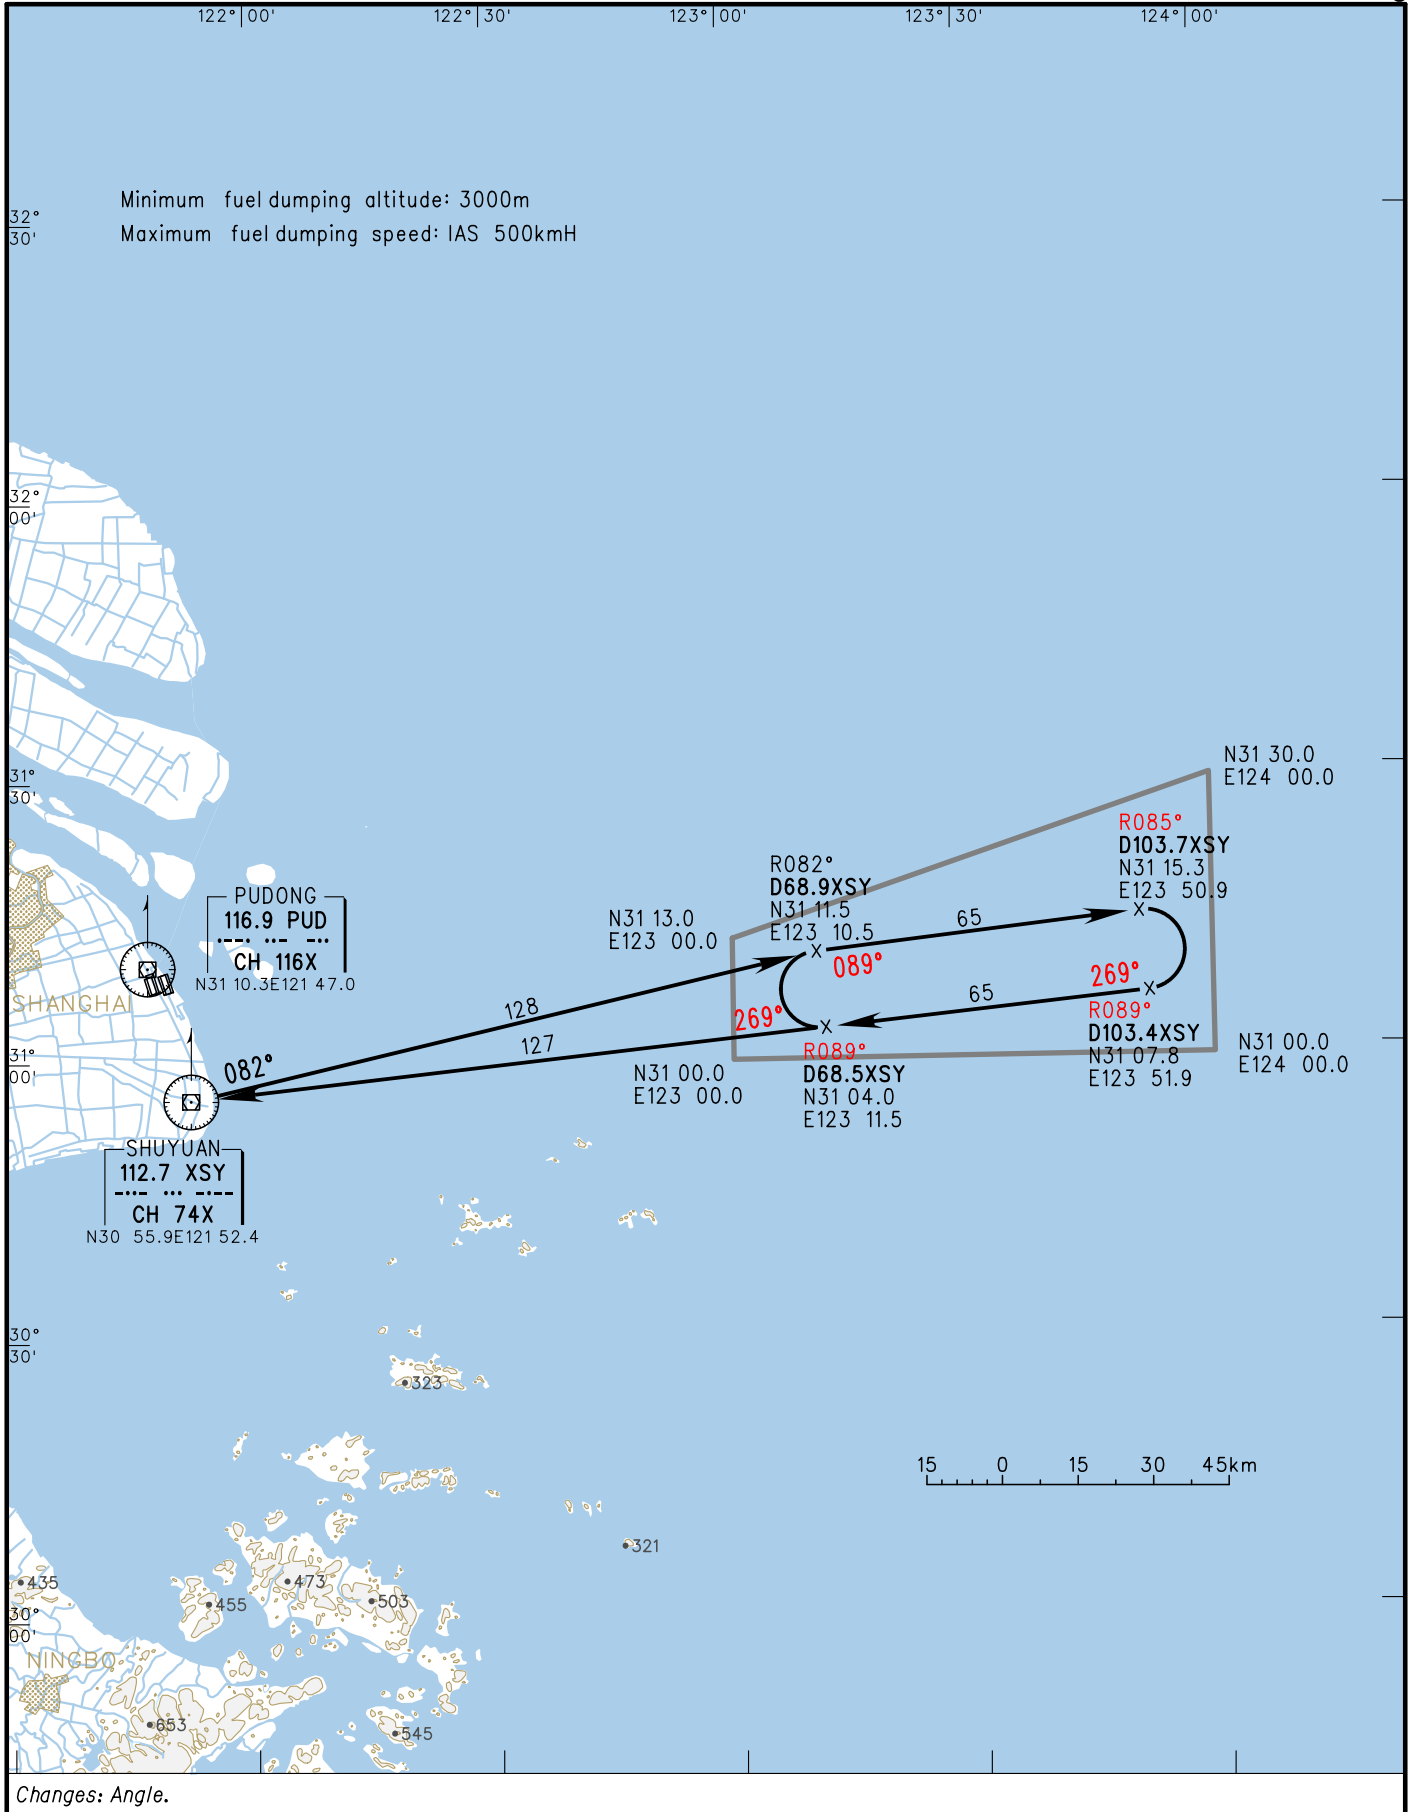 122°00'
122°30'
123°00'
123°30'
124°00'
Minimum fuel dumping altitude: 3000m
Maximum fuel dumping speed: IAS 500kmH
32°
30'
32°
00'
31°
30'
31°
00'
30°
30'
30°
00'
N31 30.0
E124 00.0
R085°
D103.7XSY
N31 15.3
E123 50.9
R082°
D68.9XSY
N31 11.5
E123 10.5
N31 13.0
E123 00.0
65
089°
269°
65
R089°
D103.4XSY
N31 07.8
E123 51.9
N31 00.0
E124 00.0
PUDONG
116.9 PUD
CH 116X
N31 10.3E121 47.0
SHANGHAI
128
127
269°
082°
R089°
D68.5XSY
N31 04.0
E123 11.5
N31 00.0
E123 00.0
SHUYUAN
112.7 XSY
CH 74X
N30 55.9E121 52.4
323
15 0 15 30 45km
321
435
473
455
503
NINGBO
653
545
Changes: Angle.